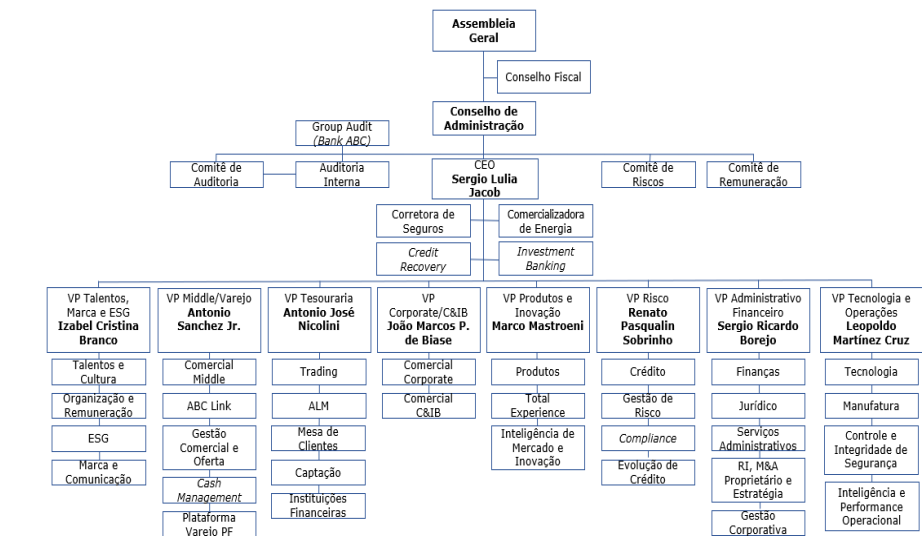 Assembleia
Geral
Conselho Fiscal
Conselho de
Administração
Group Audit
(Bank ABC)
Comitê de
Auditoria
Auditoria
Interna
CEO
Sergio Lulia
Jacob
Comitê de
Riscos
Comitê de
Remuneração
Corretora de
Seguros
Comercializadora
de Energia
Credit
Recovery
Investment
Banking
VP Talentos,
Marca e ESG
Izabel Cristina
Branco
VP Middle/Varejo
Antonio
Sanchez Jr.
VP Tesouraria
Antonio José
Nicolini
VP
Corporate/C&IB
João Marcos P.
de Biase
VP Produtos e
Inovação
Marco Mastroeni
VP Risco
Renato
Pasqualin
Sobrinho
VP Administrativo
Financeiro
Sergio Ricardo
Borejo
VP Tecnologia e
Operações
Leopoldo
Martínez Cruz
Talentos e
Cultura
Organização e
Remuneração
ESG
Marca e
Comunicação
Comercial
Middle
ABC Link
Gestão
Comercial e
Oferta
Cash
Management
Plataforma
Varejo PF
Trading
ALM
Mesa de
Clientes
Captação
Instituições
Financeiras
Comercial
Corporate
Comercial
C&IB
Produtos
Total
Experience
Inteligência de
Mercado e
Inovação
Crédito
Gestão de
Risco
Compliance
Evolução de
Crédito
Finanças
Jurídico
Serviços
Administrativos
RI, M&A
Proprietário e
Estratégia
Gestão
Corporativa
Tecnologia
Manufatura
Controle e
Integridade de
Segurança
Inteligência e
Performance
Operacional